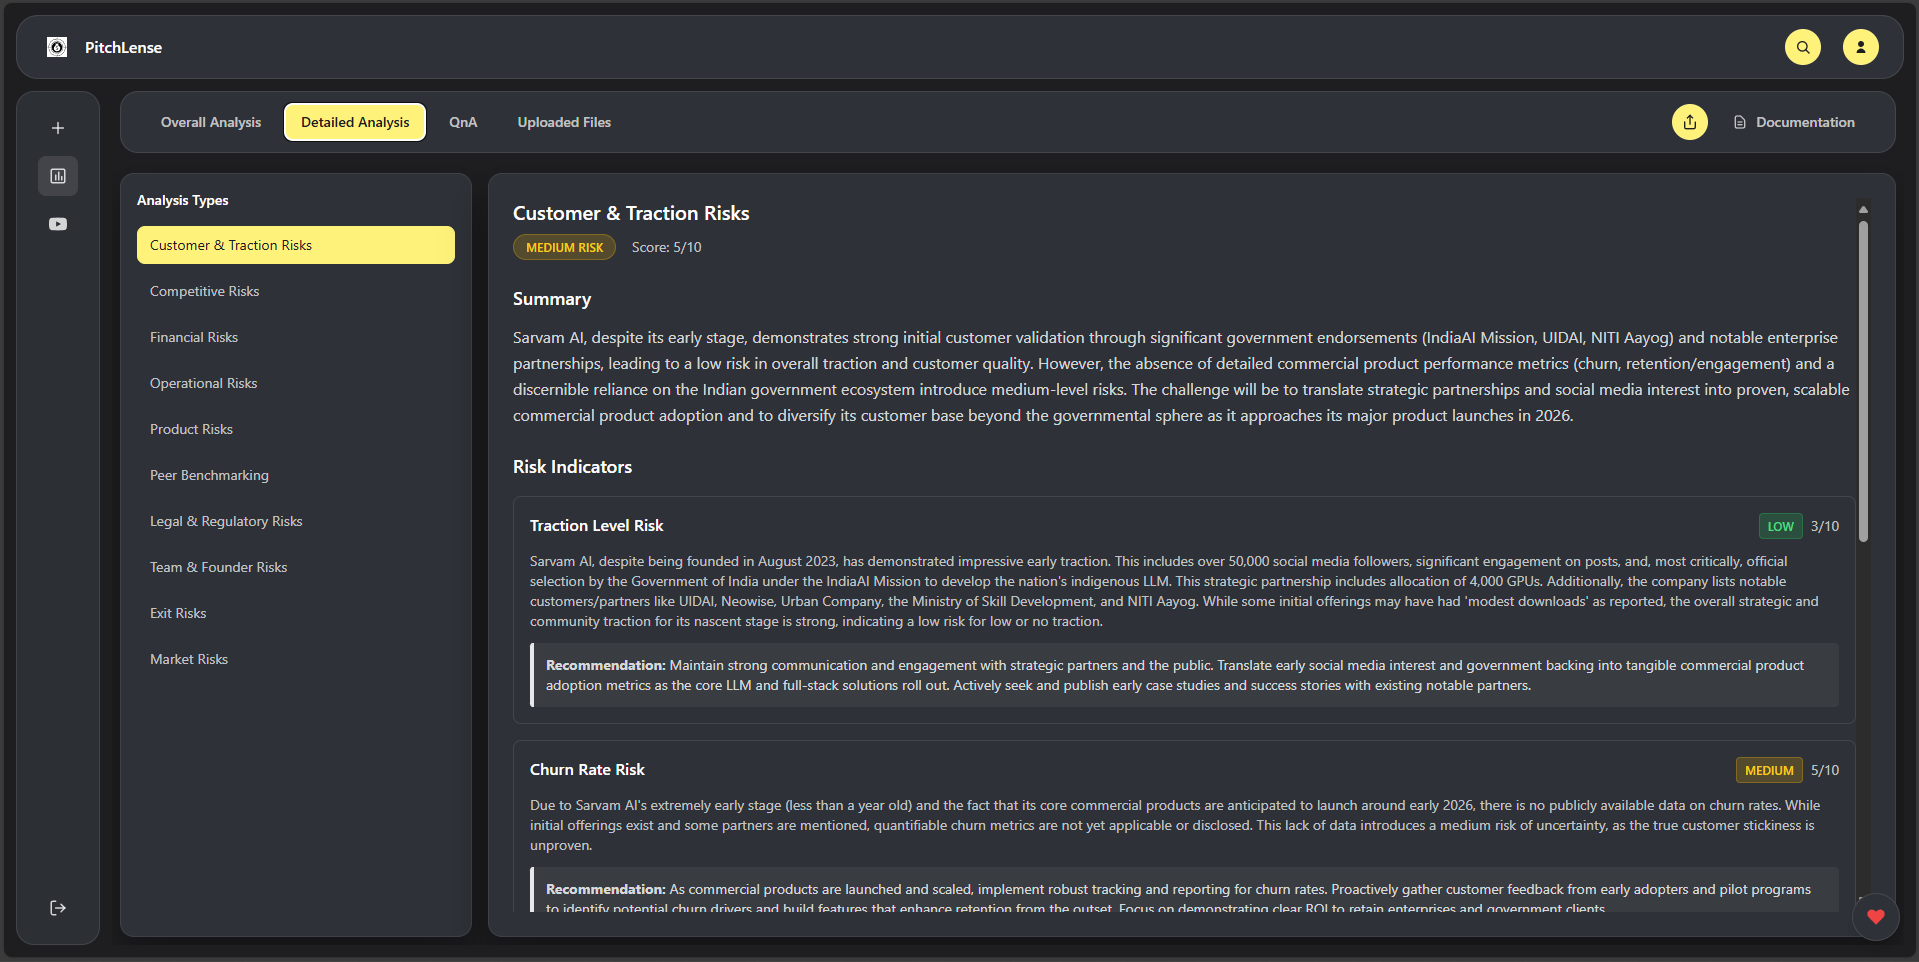 PitchLense
Overall Analysis
Detailed Analysis
QnA
Uploaded Files
Documentation
Analysis Types
Customer & Traction Risks
Competitive Risks
Financial Risks
Operational Risks
Product Risks
Peer Benchmarking
Legal & Regulatory Risks
Team & Founder Risks
Exit Risks
Market Risks
Customer & Traction Risks
MEDIUM RISK Score: 5/10
Summary
Sarvam AI, despite its early stage, demonstrates strong initial customer validation through significant government endorsements (IndiaAI Mission, UIDAI, NITI Aayog) and notable enterprise
partnerships, leading to a low risk in overall traction and customer quality. However, the absence of detailed commercial product performance metrics (churn, retention/engagement) and a
discernible reliance on the Indian government ecosystem introduce medium-level risks. The challenge will be to translate strategic partnerships and social media interest into proven, scalable
commercial product adoption and to diversify its customer base beyond the governmental sphere as it approaches its major product launches in 2026.
Risk Indicators
Traction Level Risk
LOW 3/10
Sarvam AI, despite being founded in August 2023, has demonstrated impressive early traction. This includes over 50,000 social media followers, significant engagement on posts, and, most critically, official
selection by the Government of India under the IndiaAI Mission to develop the nation's indigenous LLM. This strategic partnership includes allocation of 4,000 GPUs. Additionally, the company lists notable
customers/partners like UIDAI, Neowise, Urban Company, the Ministry of Skill Development, and NITI Aayog. While some initial offerings may have had 'modest downloads' as reported, the overall strategic and
community traction for its nascent stage is strong, indicating a low risk for low or no traction.
Recommendation: Maintain strong communication and engagement with strategic partners and the public. Translate early social media interest and government backing into tangible commercial product
adoption metrics as the core LLM and full-stack solutions roll out. Actively seek and publish early case studies and success stories with existing notable partners.
Churn Rate Risk
MEDIUM 5/10
Due to Sarvam AI's extremely early stage (less than a year old) and the fact that its core commercial products are anticipated to launch around early 2026, there is no publicly available data on churn rates. While
initial offerings exist and some partners are mentioned, quantifiable churn metrics are not yet applicable or disclosed. This lack of data introduces a medium risk of uncertainty, as the true customer stickiness is
unproven.
Recommendation: As commercial products are launched and scaled, implement robust tracking and reporting for churn rates. Proactively gather customer feedback from early adopters and pilot programs
to identify potential churn drivers and build features that enhance retention from the outset. Focus on demonstrating clear ROI to retain enterprises and government clients.